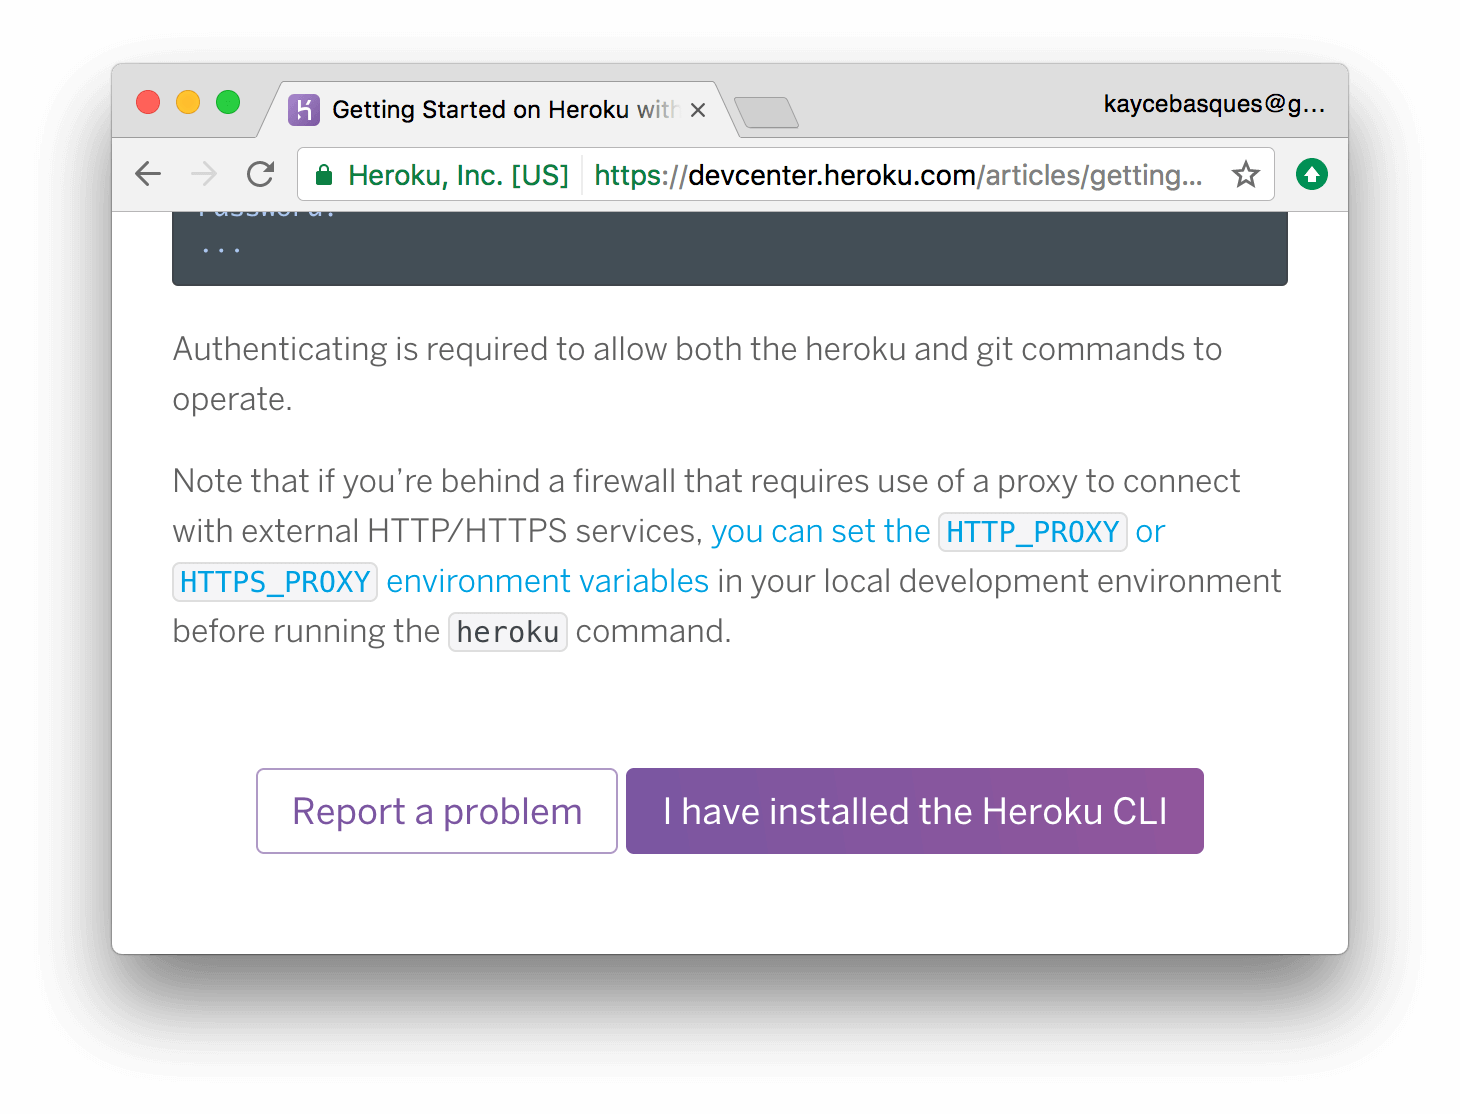 Getting Started on Heroku with
kaycebasques@g...
Heroku, Inc. [US] https://devcenter.heroku.com/articles/getting...
Password:
...
Authenticating is required to allow both the heroku and git commands to
operate.
Note that if you’re behind a firewall that requires use of a proxy to connect
with external HTTP/HTTPS services, you can set the HTTP_PROXY or
HTTPS_PROXY environment variables in your local development environment
before running the heroku command.
Report a problem
I have installed the Heroku CLI